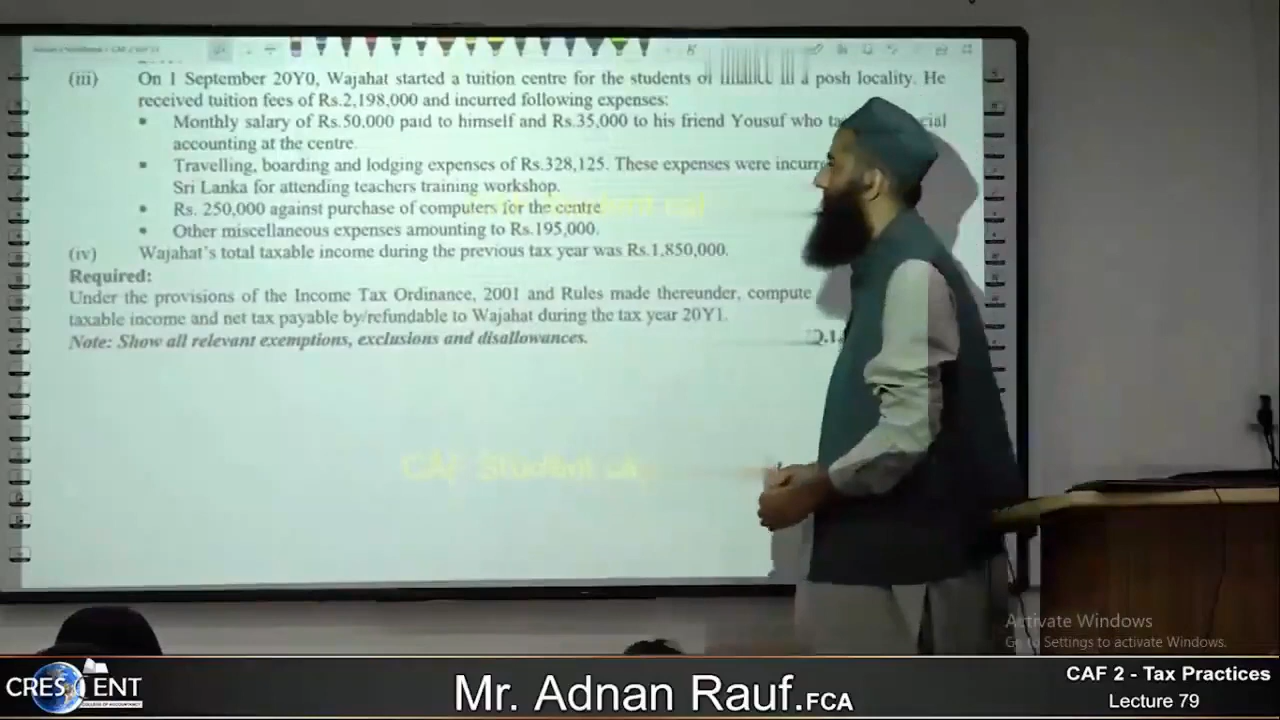 (iii) On 1 September 20Y0, Wajahat started a tuition centre for the students of a posh locality. He
received tuition fees of Rs.2,198,000 and incurred following expenses:
▪ Monthly salary of Rs.50,000 paid to himself and Rs.35,000 to his friend Yousuf who
accounting at the centre.
▪ Travelling, boarding and lodging expenses of Rs.328,125. These expenses were
Sri Lanka for attending teachers training workshop.
▪ Rs. 250,000 against purchase of computers for the centre
▪ Other miscellaneous expenses amounting to Rs.195,000.
(iv) Wajahat's total taxable income during the previous tax year was Rs.1,850,000.
Required:
Under the provisions of the Income Tax Ordinance, 2001 and Rules made thereunder, compute
taxable income and net tax payable by/refundable to Wajahat during the tax year 20Y1.
Note: Show all relevant exemptions, exclusions and disallowances.
CAF Student
Activate Windows
Go to Settings to activate Windows.
CRESCENT
COLLEGE OF ACCOUNTANCY
Mr. Adnan Rauf.FCA
CAF 2 - Tax Practices
Lecture 79